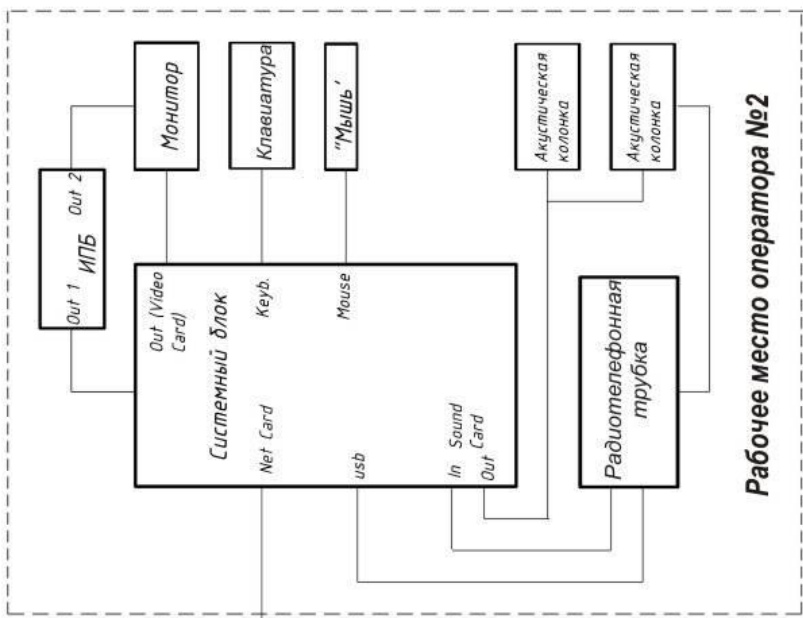 Out 1
Out 2
ИПБ
Монитор
Клавиатура
"Мышь'
Акустическая
колонка
Акустическая
колонка
Out (Video
Card)
Keyb.
Mouse
Системный блок
Net Card
usb
In Sound
Card
Out
Радиотелефонная
трубка
Рабочее место оператора №2